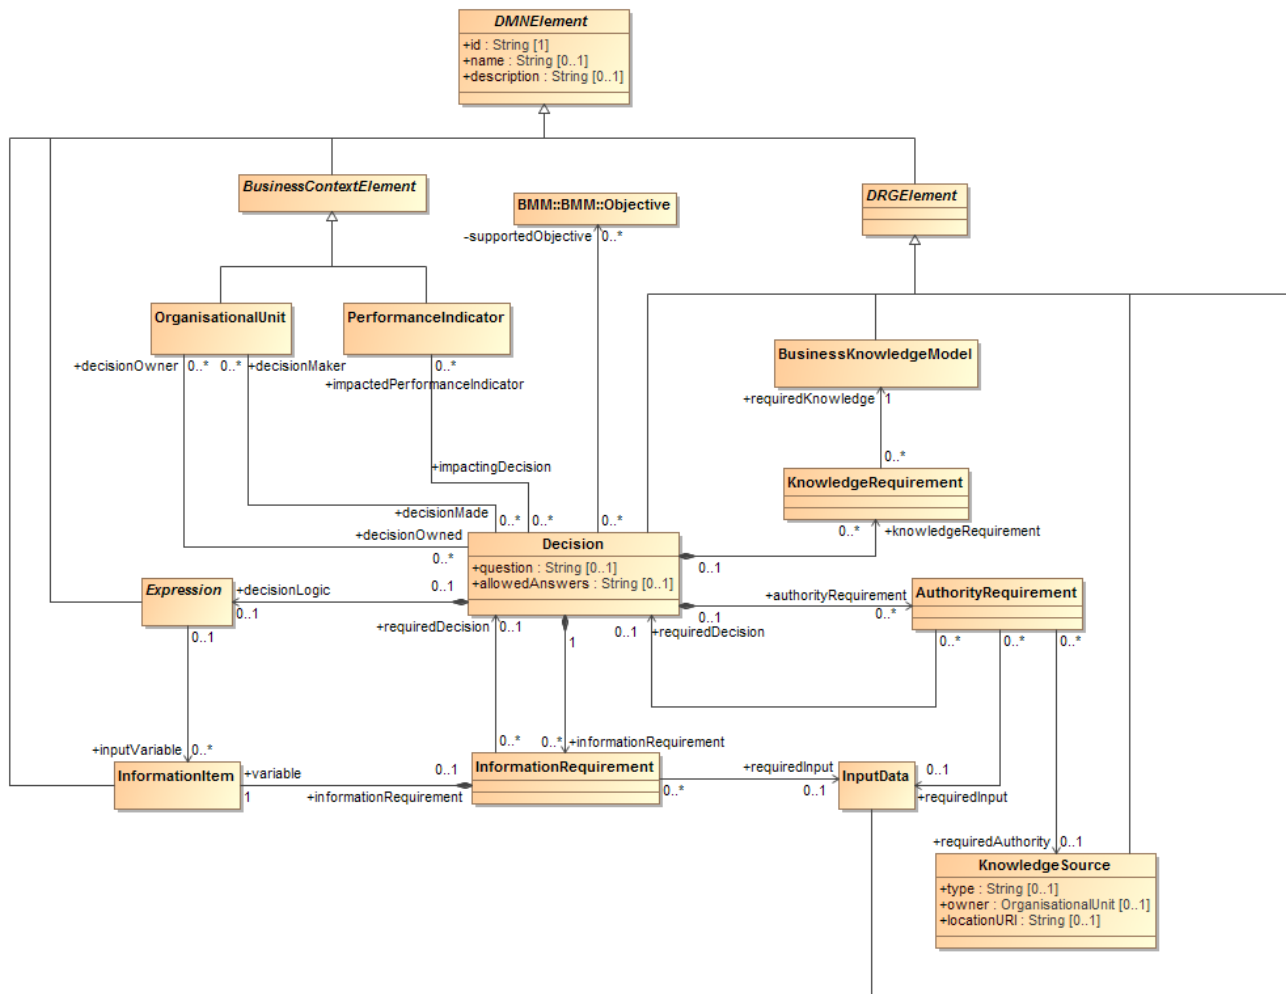 DMNElement
+id : String [1]
+name : String [0..1]
+description : String [0..1]
BusinessContextElement
BMM::BMM::Objective
DRGElement
-supportedObjective
0..*
OrganisationalUnit
PerformanceIndicator
BusinessKnowledgeModel
+decisionOwner
0..*
0..*
+decisionMaker
0..*
+impactedPerformanceIndicator
+requiredKnowledge
1
0..*
+impactingDecision
KnowledgeRequirement
+decisionMade
0..*
0..*
0..*
0..*
+knowledgeRequirement
+decisionOwned
0..*
Decision
+question : String [0..1]
+allowedAnswers : String [0..1]
0..1
Expression
+decisionLogic
0..1
0..1
0..1
+authorityRequirement
0..*
AuthorityRequirement
0..1
+requiredDecision
0..1
1
0..1
+requiredDecision
0..*
0..*
0..*
+inputVariable
0..*
0..*
0..*
+informationRequirement
InformationItem
+variable
1
0..1
+informationRequirement
InformationRequirement
+requiredInput
0..*
0..1
InputData
0..1
+requiredInput
+requiredAuthority
0..1
KnowledgeSource
+type : String [0..1]
+owner : OrganisationalUnit [0..1]
+locationURI : String [0..1]